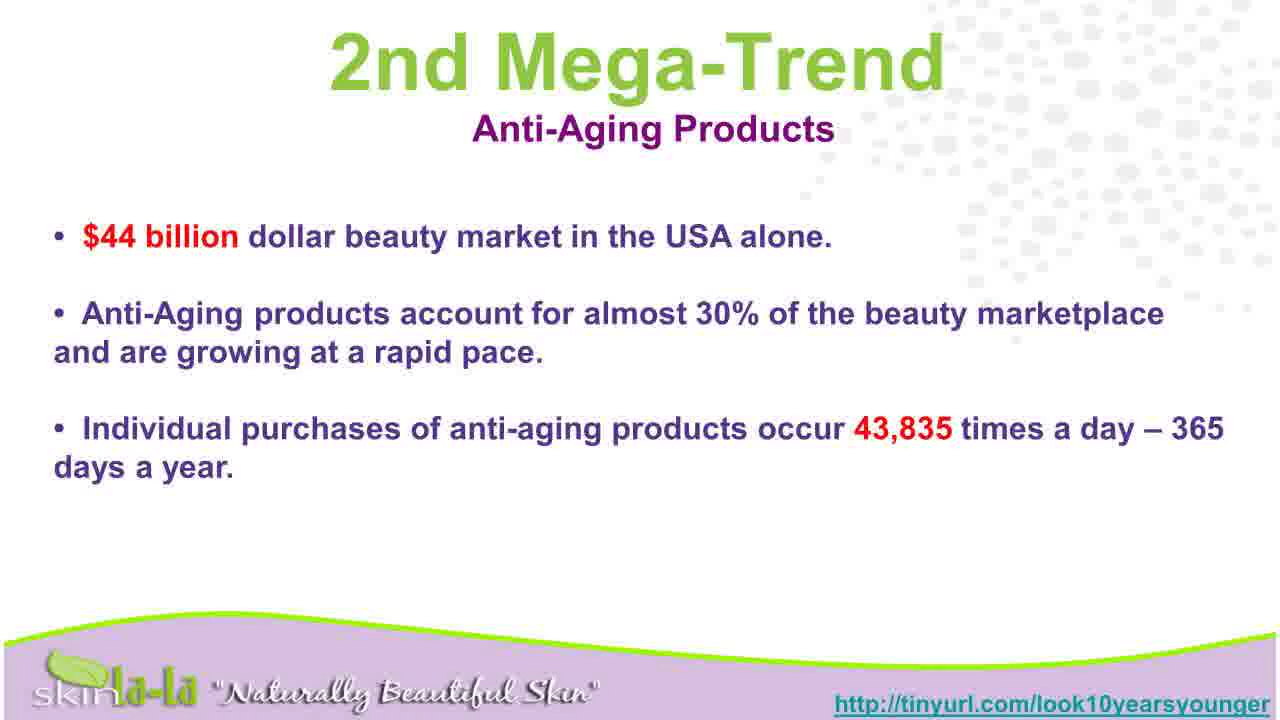 2nd Mega-Trend
Anti-Aging Products
• $44 billion dollar beauty market in the USA alone.
• Anti-Aging products account for almost 30% of the beauty marketplace
and are growing at a rapid pace.
• Individual purchases of anti-aging products occur 43,835 times a day – 365
days a year.
skin la-la "Naturally Beautiful Skin"
http://tinyurl.com/look10yearsyounger